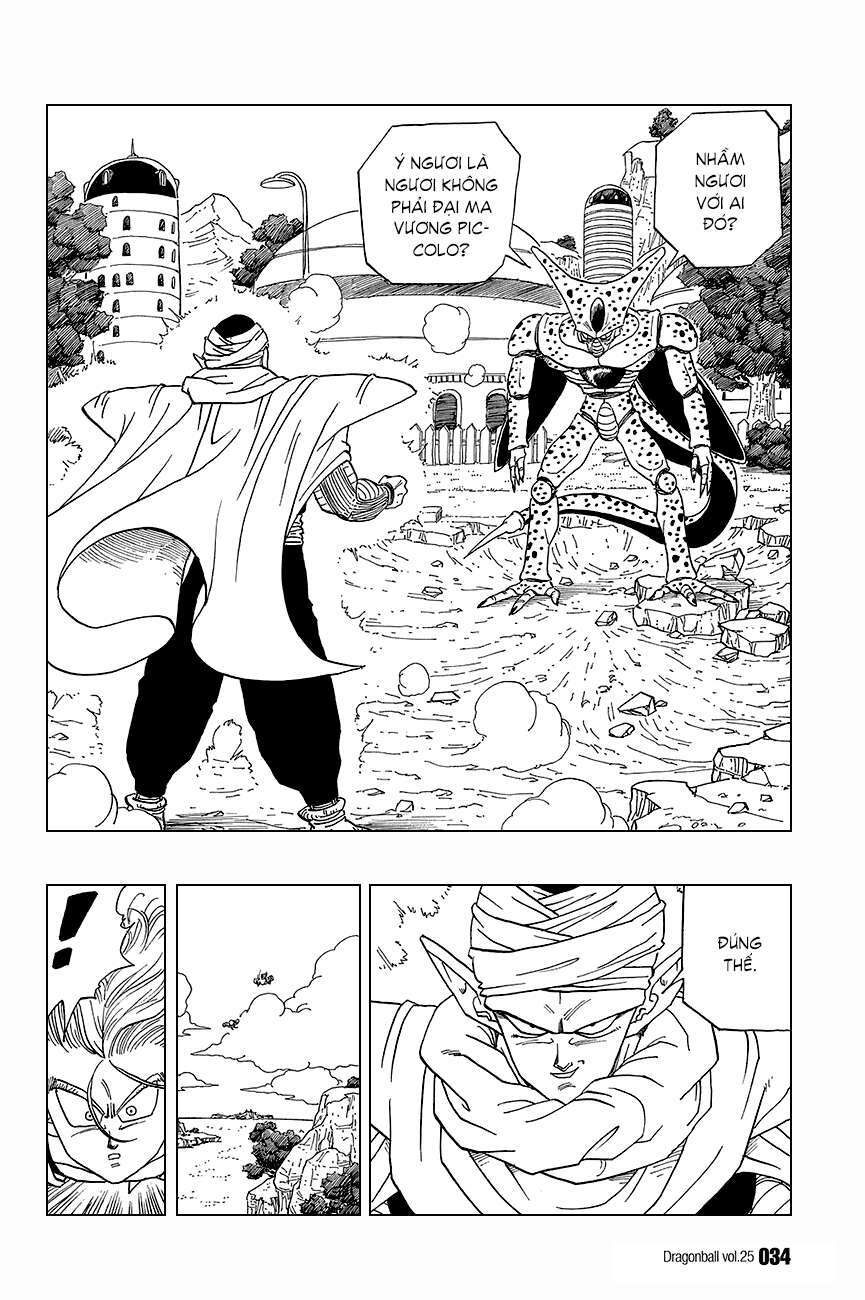 NHẦM
NGƯƠI
VỚI AI
ĐÓ?
Ý NGƯƠI LÀ
NGƯƠI KHÔNG
PHẢI ĐẠI MA
VƯƠNG PIC-
COLO?
!
ĐÚNG
THẾ.
Dragonball vol.25 034